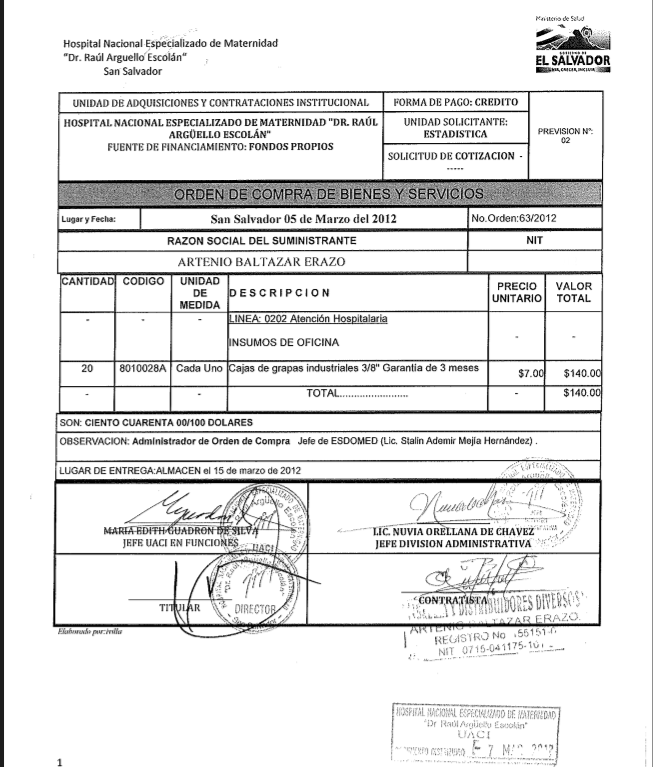 Ministerio de Salud
EL SALVADOR
Hospital Nacional Especializado de Maternidad
"Dr. Raúl Arguello Escolán"
San Salvador
UNIDAD DE ADQUISICIONES Y CONTRATACIONES INSTITUCIONAL
FORMA DE PAGO: CREDITO
PREVISION N°:
02
HOSPITAL NACIONAL ESPECIALIZADO DE MATERNIDAD "DR. RAÚL
ARGÜELLO ESCOLÁN"
FUENTE DE FINANCIAMIENTO: FONDOS PROPIOS
UNIDAD SOLICITANTE:
ESTADISTICA
SOLICITUD DE COTIZACION -
-----
ORDEN DE COMPRA DE BIENES Y SERVICIOS
Lugar y Fecha: San Salvador 05 de Marzo del 2012 No.Orden:63/2012
RAZON SOCIAL DEL SUMINISTRANTE NIT
ARTENIO BALTAZAR ERAZO
CANTIDAD CODIGO UNIDAD DE MEDIDA DESCRIPCION PRECIO UNITARIO VALOR TOTAL
- - - LINEA: 0202 Atención Hospitalaria
INSUMOS DE OFICINA - -
20 8010028A Cada Uno Cajas de grapas industriales 3/8" Garantia de 3 meses $7.00 $140.00
- - - TOTAL........................ - $140.00
SON: CIENTO CUARENTA 00/100 DOLARES
OBSERVACION: Administrador de Orden de Compra Jefe de ESDOMED (Lic. Stalin Ademir Mejía Hernández) .
LUGAR DE ENTREGA:ALMACEN el 15 de marzo de 2012
MARIA EDITH GUADRON DE SILVA
JEFE UACI EN FUNCIONES
UACI
LIC. NUVIA ORELLANA DE CHAVEZ
JEFE DIVISION ADMINISTRATIVA
TITULAR
DIRECTOR
CONTRATISTA
Y DISTRIBUIDORES DIVERSOS
ARTENIO BALTAZAR ERAZO
REGISTRO No
NIT 0715-041175-10
Elaborado por:
HOSPITAL NACIONAL ESPECIALIZADO DE MATERNIDAD
"Dr. Raúl Argüello Escolán"
UACI
7 MAR. 2012
1